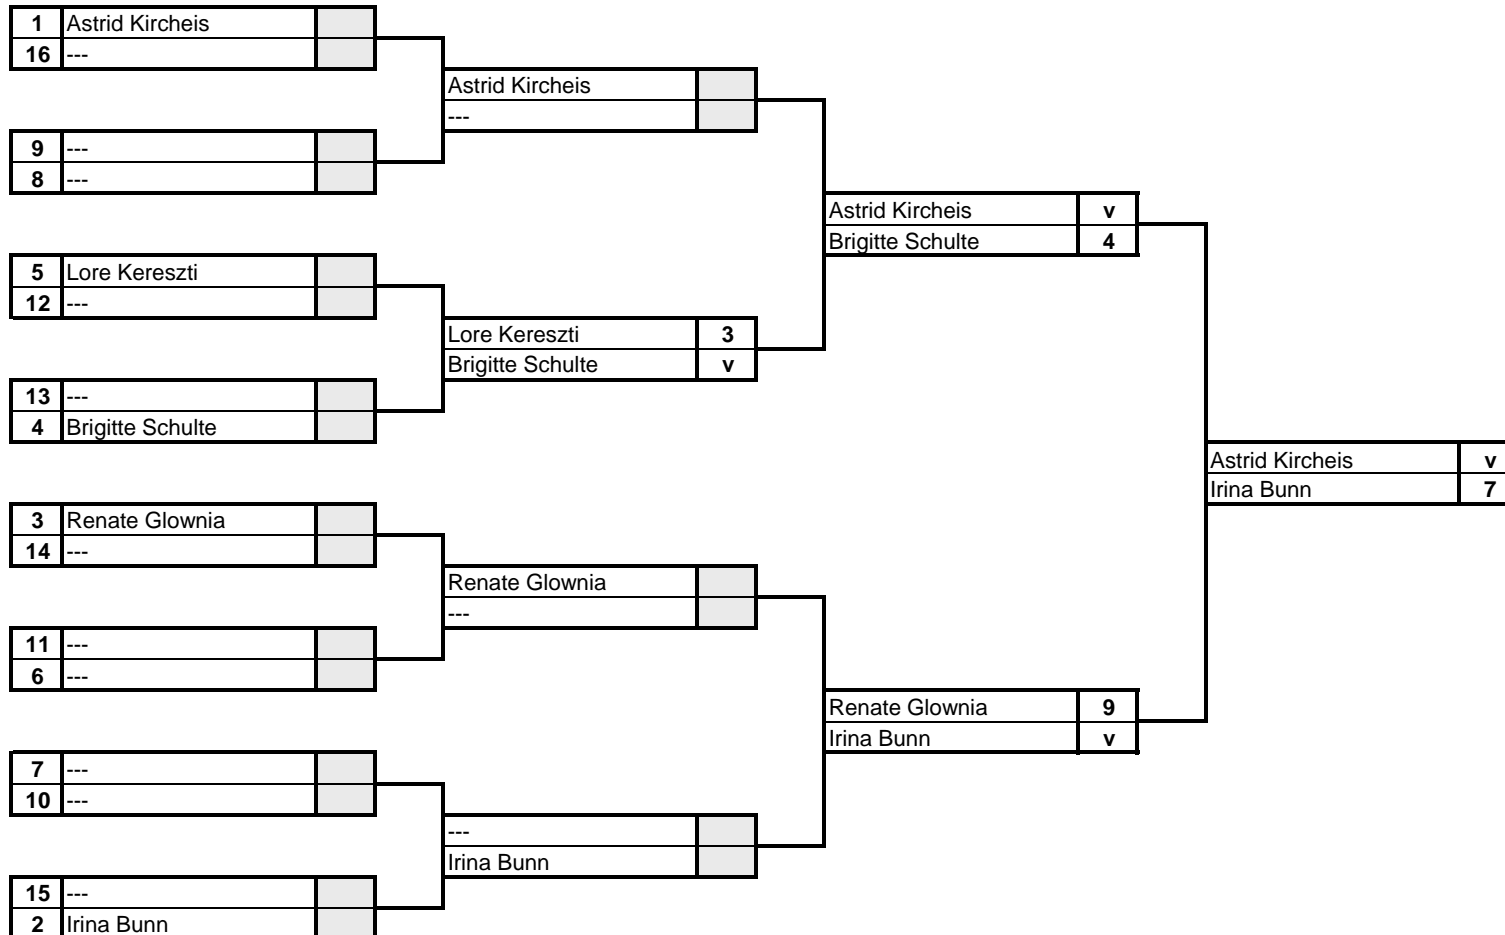 1 Astrid Kircheis
16 ---
Astrid Kircheis
---
9 ---
8 ---
Astrid Kircheis v
Brigitte Schulte 4
5 Lore Kereszti
12 ---
Lore Kereszti 3
Brigitte Schulte v
13 ---
4 Brigitte Schulte
Astrid Kircheis v
Irina Bunn 7
3 Renate Glownia
14 ---
Renate Glownia
---
11 ---
6 ---
Renate Glownia 9
Irina Bunn v
7 ---
10 ---
---
Irina Bunn
15 ---
2 Irina Bunn